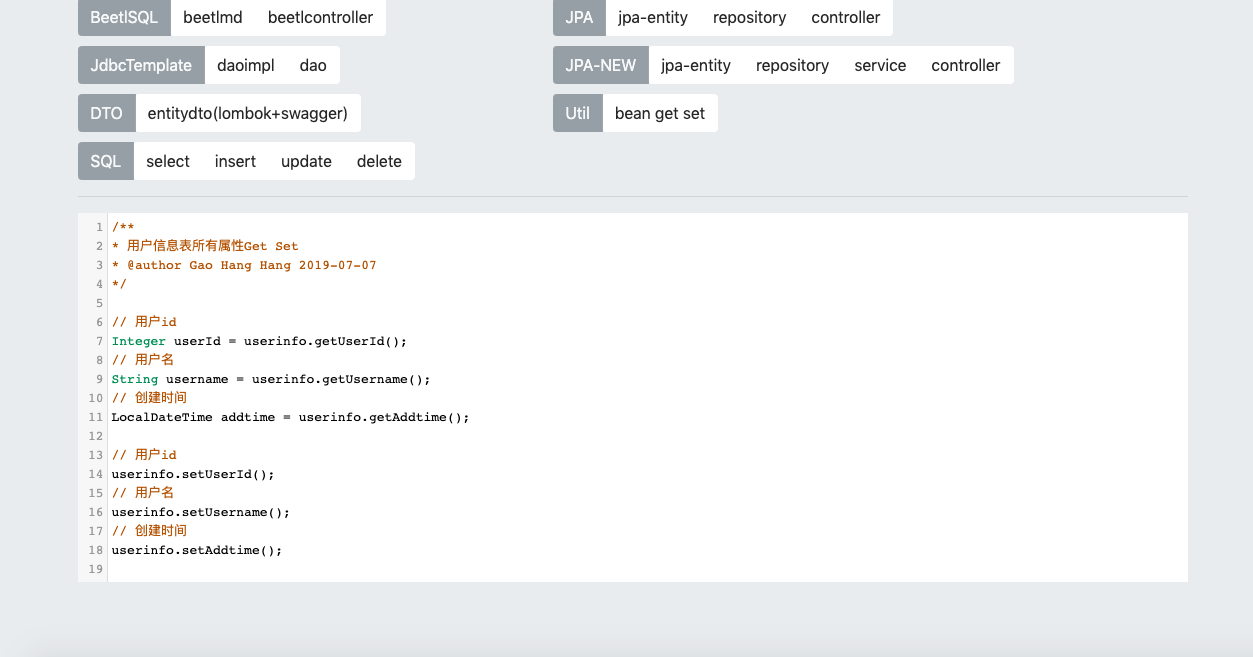 BeetlSQL beetlmd beetlcontroller
JPA jpa-entity repository controller
JdbcTemplate daoimpl dao
JPA-NEW jpa-entity repository service controller
DTO entitydto(lombok+swagger)
Util bean get set
SQL select insert update delete
1 /**
2 * 用户信息表所有属性Get Set
3 * @author Gao Hang Hang 2019-07-07
4 */
5
6 // 用户id
7 Integer userId = userinfo.getUserId();
8 // 用户名
9 String username = userinfo.getUsername();
10 // 创建时间
11 LocalDateTime addtime = userinfo.getAddtime();
12
13 // 用户id
14 userinfo.setUserId();
15 // 用户名
16 userinfo.setUsername();
17 // 创建时间
18 userinfo.setAddtime();
19